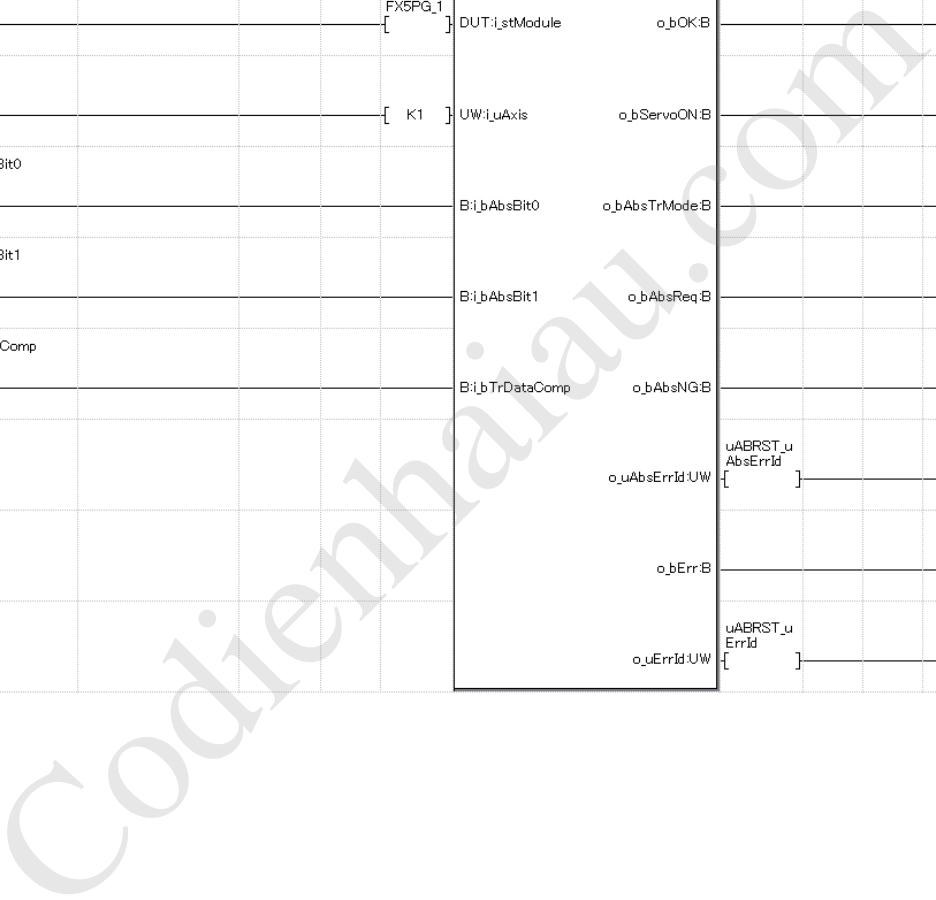 FX5PG_1
DUT:i_stModule o_bOK:B
K1 UW:i_uAxis o_bServoON:B
Bit0
B:i_bAbsBit0 o_bAbsTrMode:B
Bit1
B:i_bAbsBit1 o_bAbsReq:B
Comp
B:i_bTrDataComp o_bAbsNG:B
uABRST_u
AbsErrId
o_uAbsErrId:UW
o_bErr:B
uABRST_u
ErrId
o_uErrId:UW
Codienhaiau.com